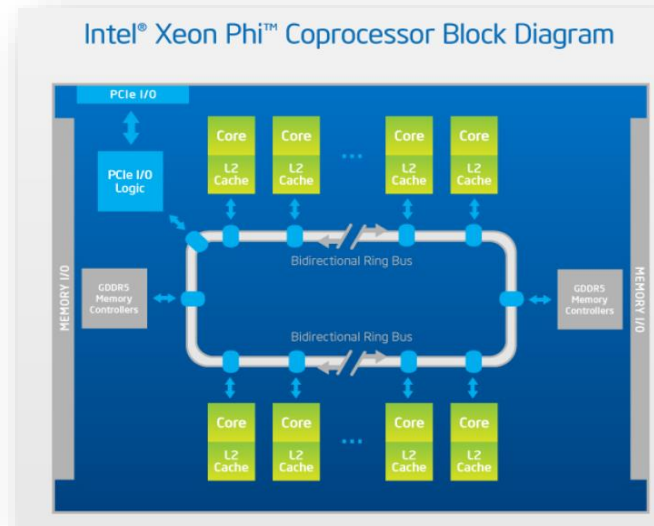 Intel® Xeon Phi™ Coprocessor Block Diagram
PCIe I/O
PCIe I/O
Logic
Core
L2
Cache
Core
L2
Cache
...
Core
L2
Cache
Core
L2
Cache
Bidirectional Ring Bus
MEMORY I/O
GDDR5
Memory
Controllers
GDDR5
Memory
Controllers
MEMORY I/O
Bidirectional Ring Bus
Core
L2
Cache
Core
L2
Cache
...
Core
L2
Cache
Core
L2
Cache